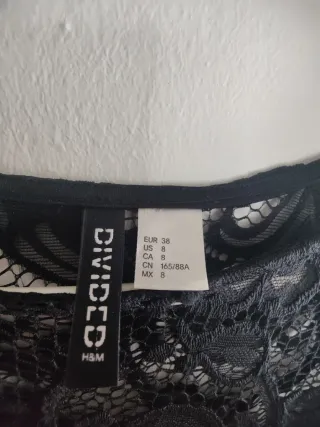 DIVIDED
H&M
EUR 38
US 8
CA 8
CN 165/88A
MX 8